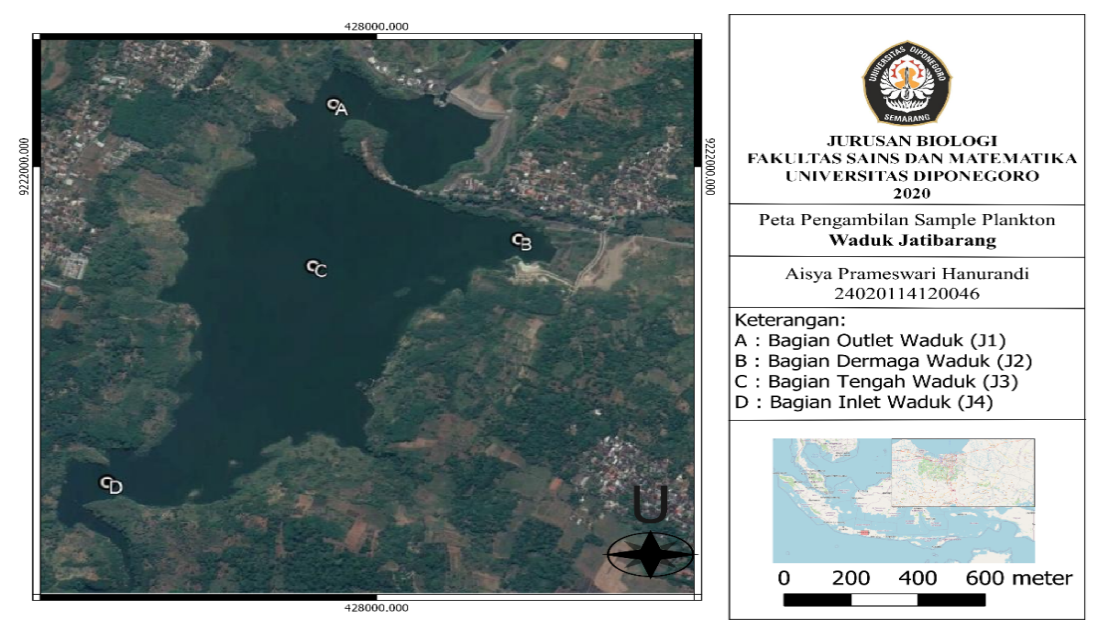 428000.000
9222000.000
A
B
C
D
U
9222000.000
428000.000
UNIVERSITAS DIPONEGORO
SEMARANG
JURUSAN BIOLOGI
FAKULTAS SAINS DAN MATEMATIKA
UNIVERSITAS DIPONEGORO
2020
Peta Pengambilan Sample Plankton
Waduk Jatibarang
Aisya Prameswari Hanurandi
24020114120046
Keterangan:
A : Bagian Outlet Waduk (J1)
B : Bagian Dermaga Waduk (J2)
C : Bagian Tengah Waduk (J3)
D : Bagian Inlet Waduk (J4)
0 200 400 600 meter